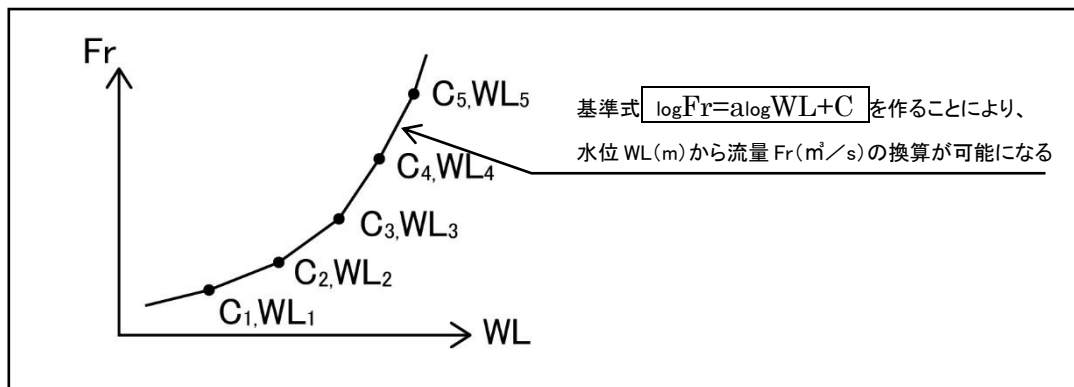 Fr
C₅,WL₅
基準式 logFr=alogWL+C を作ることにより、
水位 WL(m)から流量 Fr(㎥/s)の換算が可能になる
C₄,WL₄
C₃,WL₃
C₂,WL₂
C₁,WL₁
WL